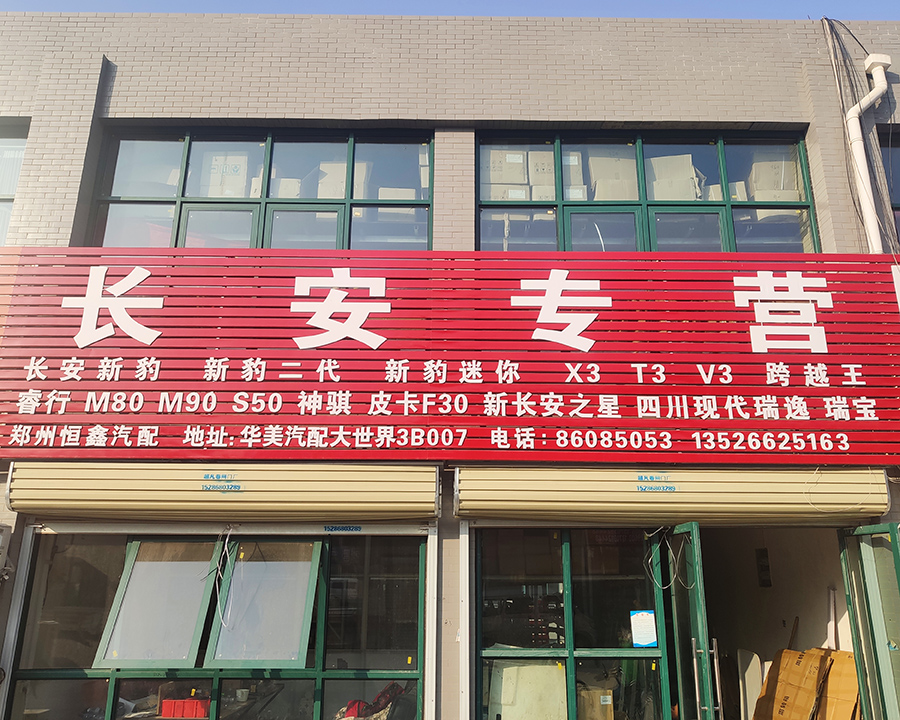 长安专营
长安新豹 新豹二代 新豹迷你 X3 T3 V3 跨越王
睿行 M80 M90 S50 神骐 皮卡F30 新长安之星 四川现代瑞逸 瑞宝
郑州恒鑫汽配 地址:华美汽配大世界3B007 电话:86085053 13526625163
15286803289
15286803289
15286803289